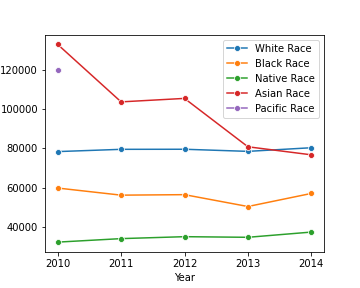 White Race
Black Race
Native Race
Asian Race
Pacific Race
120000
100000
80000
60000
40000
2010 2011 2012 2013 2014
Year